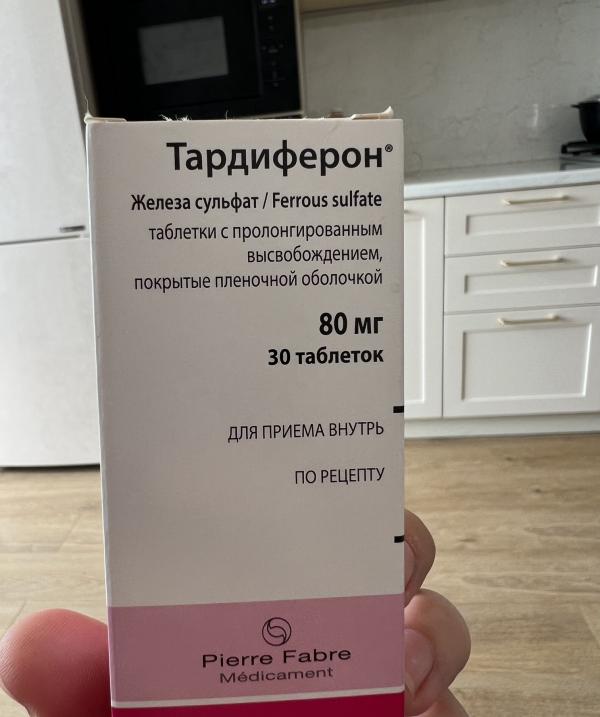 Тардиферон®
Железа сульфат / Ferrous sulfate
таблетки с пролонгированным
высвобождением,
покрытые пленочной оболочкой
80 мг
30 таблеток
ДЛЯ ПРИЕМА ВНУТРЬ
ПО РЕЦЕПТУ
Pierre Fabre
Médicament